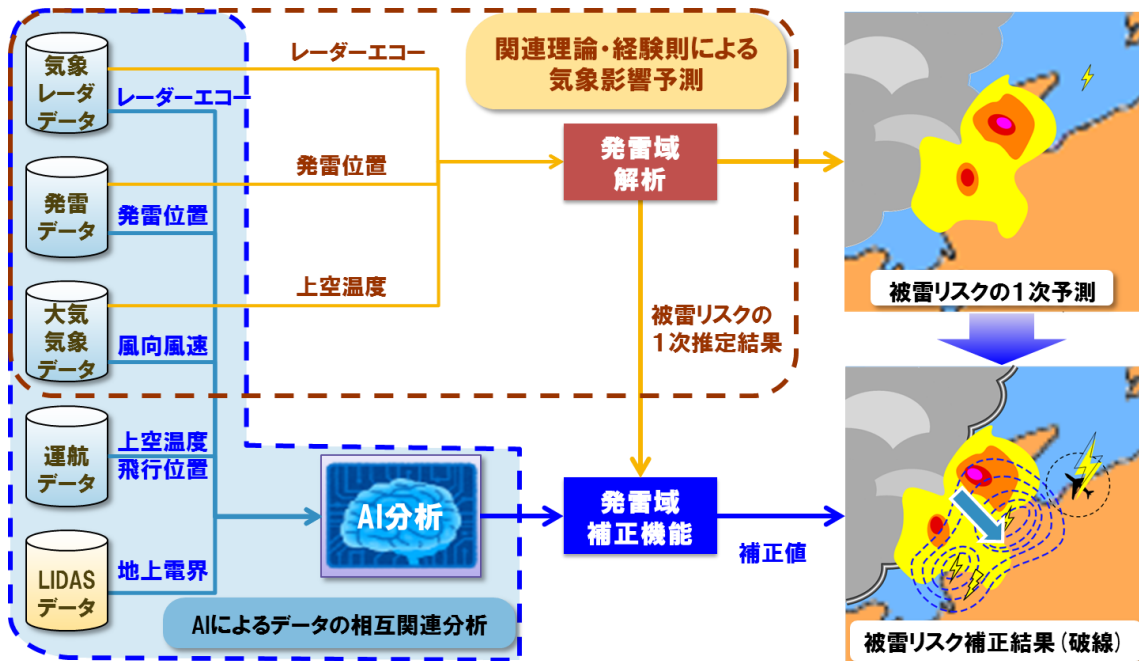 気象
レーダ
データ
レーダーエコー
レーダーエコー
関連理論・経験則による
気象影響予測
発雷
データ
発雷位置
発雷位置
発雷域
解析
大気
気象
データ
上空温度
風向風速
被雷リスクの
1次推定結果
被雷リスクの1次予測
運航
データ
上空温度
飛行位置
AI分析
発雷域
補正機能
補正値
LIDAS
データ
地上電界
AIによるデータの相互関連分析
被雷リスク補正結果(破線)